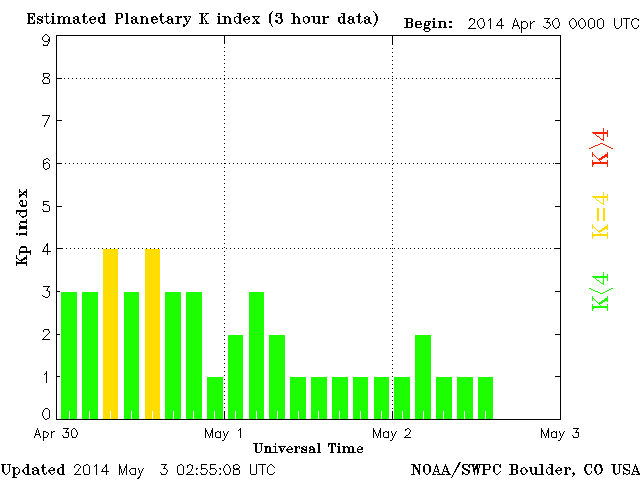 Estimated Planetary K index (3 hour data)
Begin: 2014 Apr 30 0000 UTC
9
8
7
6
5
4
3
2
1
0
Kp index
Apr 30
May 1
May 2
May 3
Universal Time
K>4
K=4
K<4
Updated 2014 May 3 02:55:08 UTC
NOAA/SWPC Boulder, CO USA